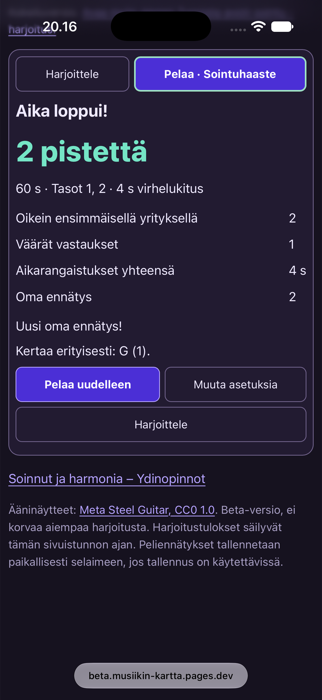 20.16
harjoitus
Harjoittele
Pelaa · Sointuhaaste
Aika loppui!
2 pistettä
60 s · Tasot 1, 2 · 4 s virhelukitus
Oikein ensimmäisellä yrityksellä 2
Väärät vastaukset 1
Aikarangaistukset yhteensä 4 s
Oma ennätys 2
Uusi oma ennätys!
Kertaa erityisesti: G (1).
Pelaa uudelleen
Muuta asetuksia
Harjoittele
Soinnut ja harmonia – Ydinopinnot
Ääninäytteet: Meta Steel Guitar, CC0 1.0. Beta-versio, ei
korvaa aiempaa harjoitusta. Harjoitustulokset säilyvät
tämän sivuistunnon ajan. Peliennätykset tallennetaan
paikallisesti selaimeen, jos tallennus on käytettävissä.
beta.musiikin-kartta.pages.dev